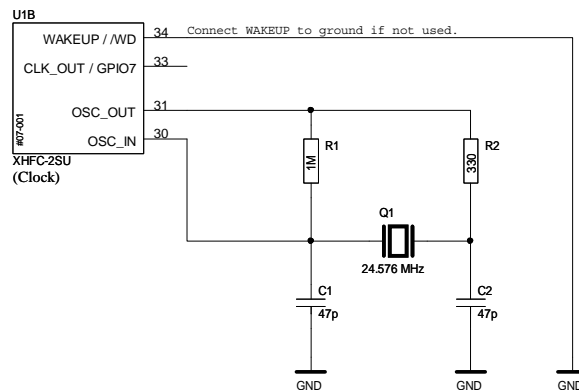 U1B
WAKEUP / /WD
34
Connect WAKEUP to ground if not used.
CLK_OUT / GPIO7
33
OSC_OUT
31
OSC_IN
30
#07-001
XHFC-2SU
(Clock)
R1
1M
R2
330
Q1
24.576 MHz
C1
47p
C2
47p
GND
GND
GND